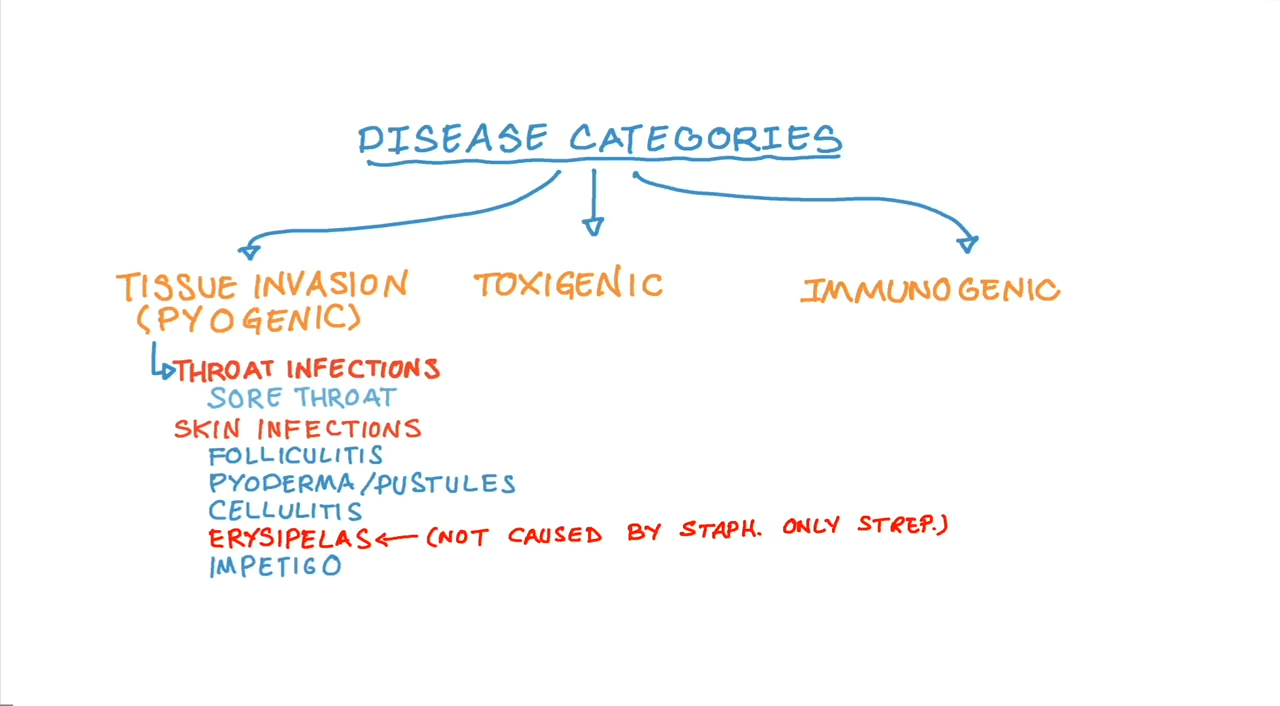 DISEASE CATEGORIES
TISSUE INVASION
(PYOGENIC)
TOXIGENIC
IMMUNOGENIC
THROAT INFECTIONS
SORE THROAT
SKIN INFECTIONS
FOLLICULITIS
PYODERMA/PUSTULES
CELLULITIS
ERYSIPELAS (NOT CAUSED BY STAPH. ONLY STREP.)
IMPETIGO